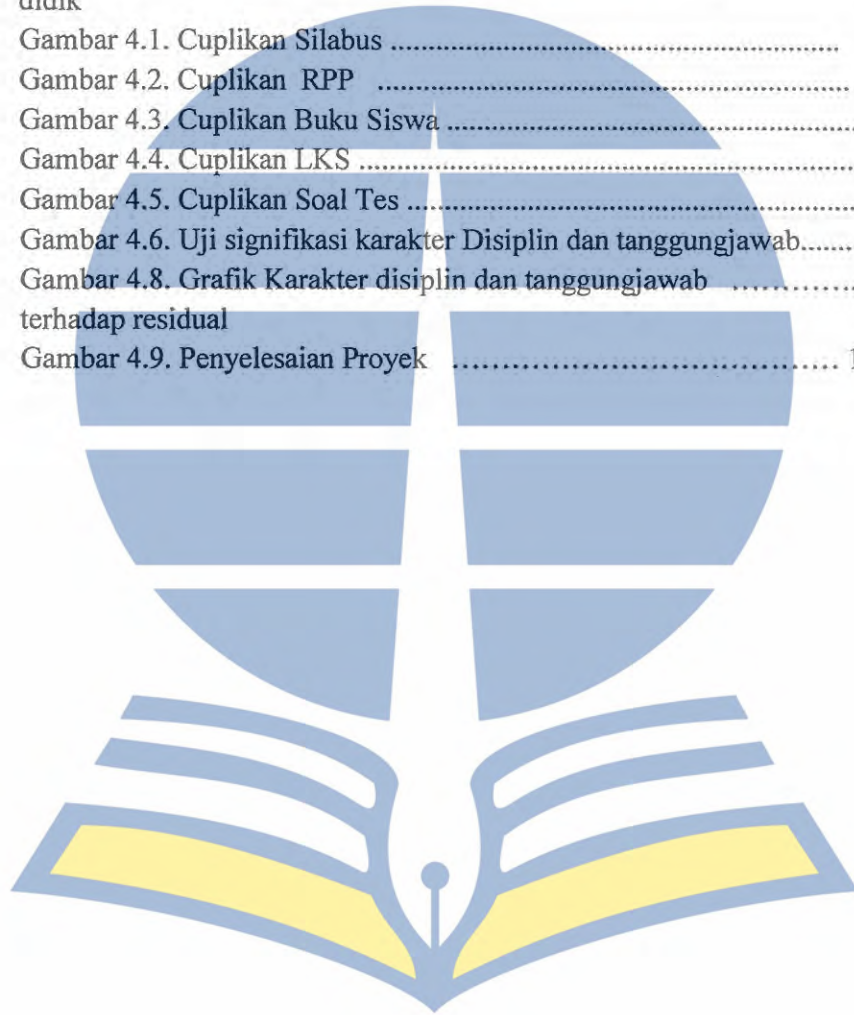 didik
Gambar 4.1. Cuplikan Silabus ........................................................................
Gambar 4.2. Cuplikan RPP ...........................................................................
Gambar 4.3. Cuplikan Buku Siswa .................................................................
Gambar 4.4. Cuplikan LKS ...............................................................................
Gambar 4.5. Cuplikan Soal Tes .......................................................................
Gambar 4.6. Uji signifikasi karakter Disiplin dan tanggungjawab........
Gambar 4.8. Grafik Karakter disiplin dan tanggungjawab .............
terhadap residual
Gambar 4.9. Penyelesaian Proyek ....................................... 1